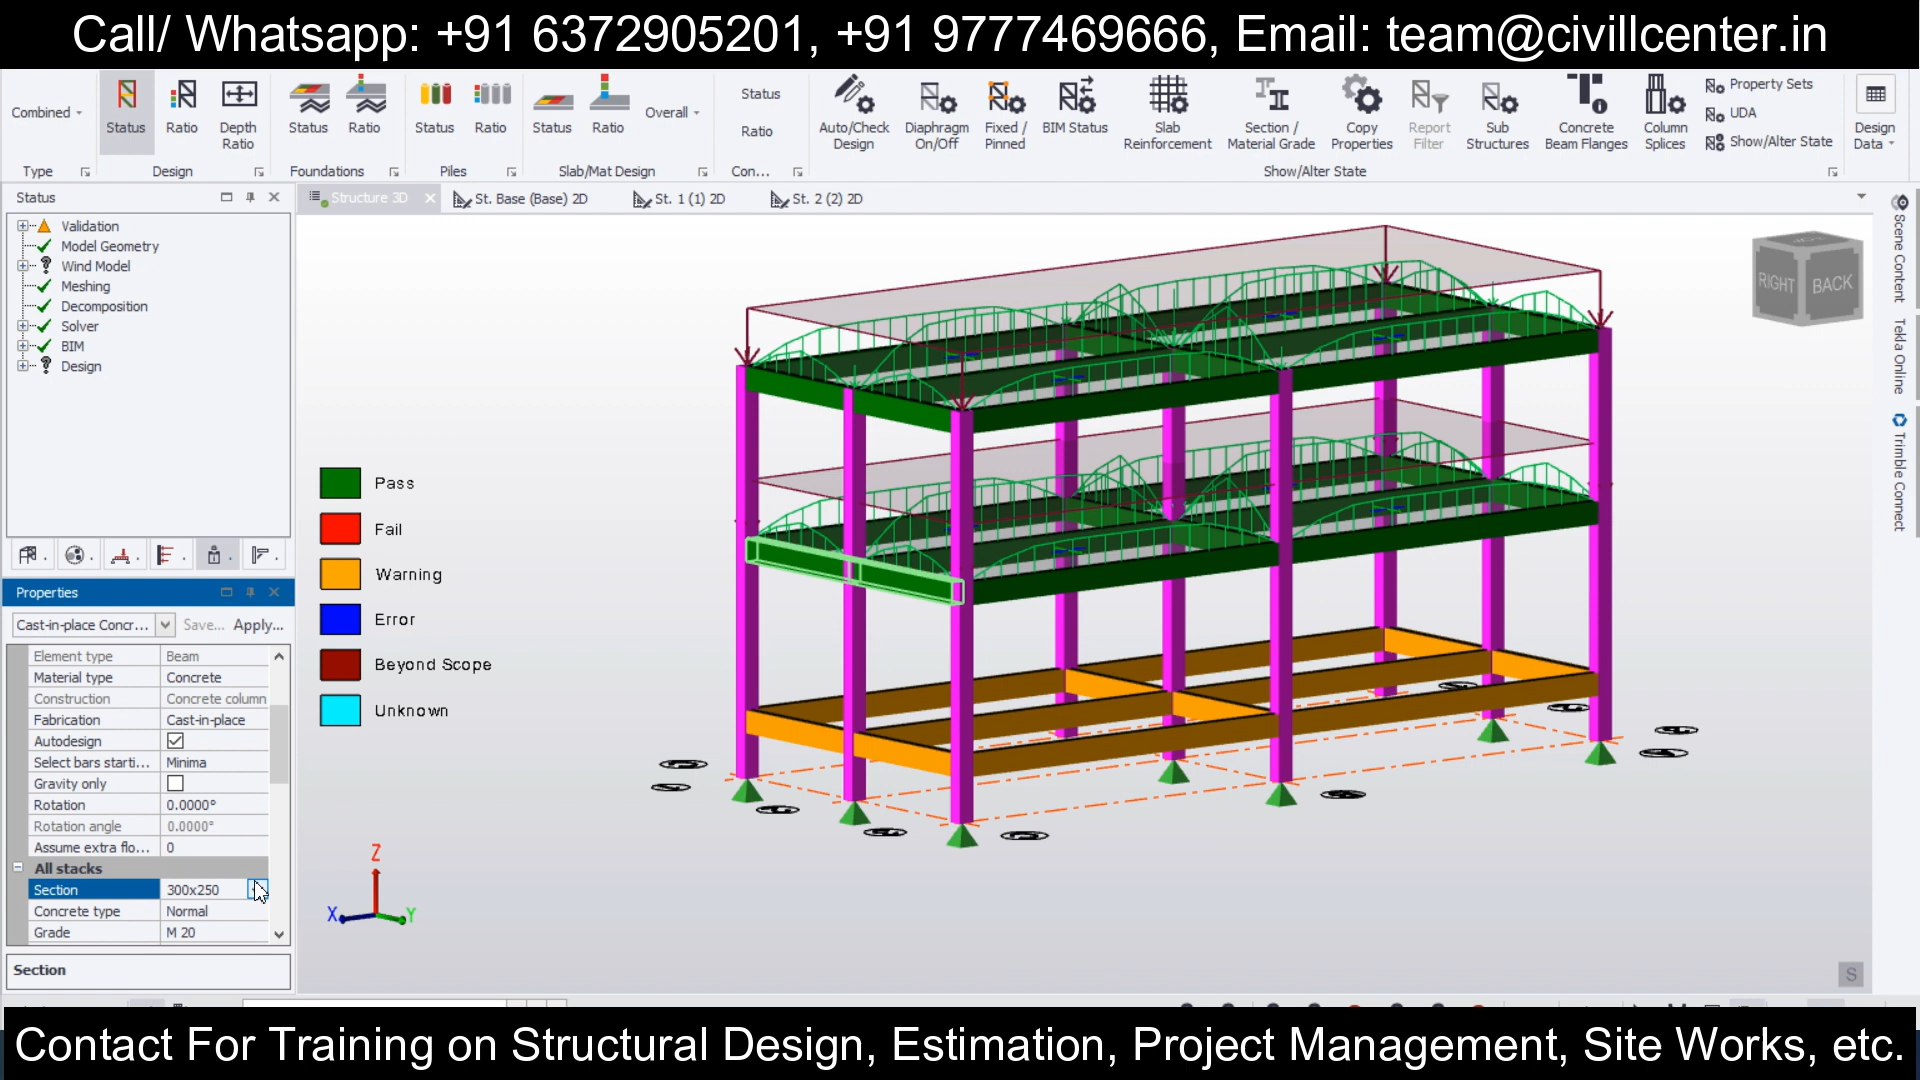 Call/ Whatsapp: +91 6372905201, +91 9777469666, Email: team@civillcenter.in
Combined
Status
Ratio
Depth
Ratio
Status
Ratio
Status
Ratio
Status
Ratio
Overall
Status
Ratio
Auto/Check
Design
Diaphragm
On/Off
Fixed /
Pinned
BIM Status
Slab
Reinforcement
Section /
Material Grade
Copy
Properties
Report
Filter
Sub
Structures
Concrete
Beam Flanges
Column
Splices
Property Sets
UDA
Show/Alter State
Design
Data
Type
Design
Foundations
Piles
Slab/Mat Design
Con...
Show/Alter State
Status
Validation
Model Geometry
Wind Model
Meshing
Decomposition
Solver
BIM
Design
Structure 3D
St. Base (Base) 2D
St. 1 (1) 2D
St. 2 (2) 2D
RIGHT
BACK
Scene Content
Tekla Online
Trimble Connect
Pass
Fail
Warning
Error
Beyond Scope
Unknown
Z
X
Y
S
Properties
Cast-in-place Concr...
Save...
Apply...
Element type Beam
Material type Concrete
Construction Concrete column
Fabrication Cast-in-place
Autodesign
Select bars starti... Minima
Gravity only
Rotation 0.0000°
Rotation angle 0.0000°
Assume extra flo... 0
All stacks
Section 300x250
Concrete type Normal
Grade M 20
Section
Contact For Training on Structural Design, Estimation, Project Management, Site Works, etc.